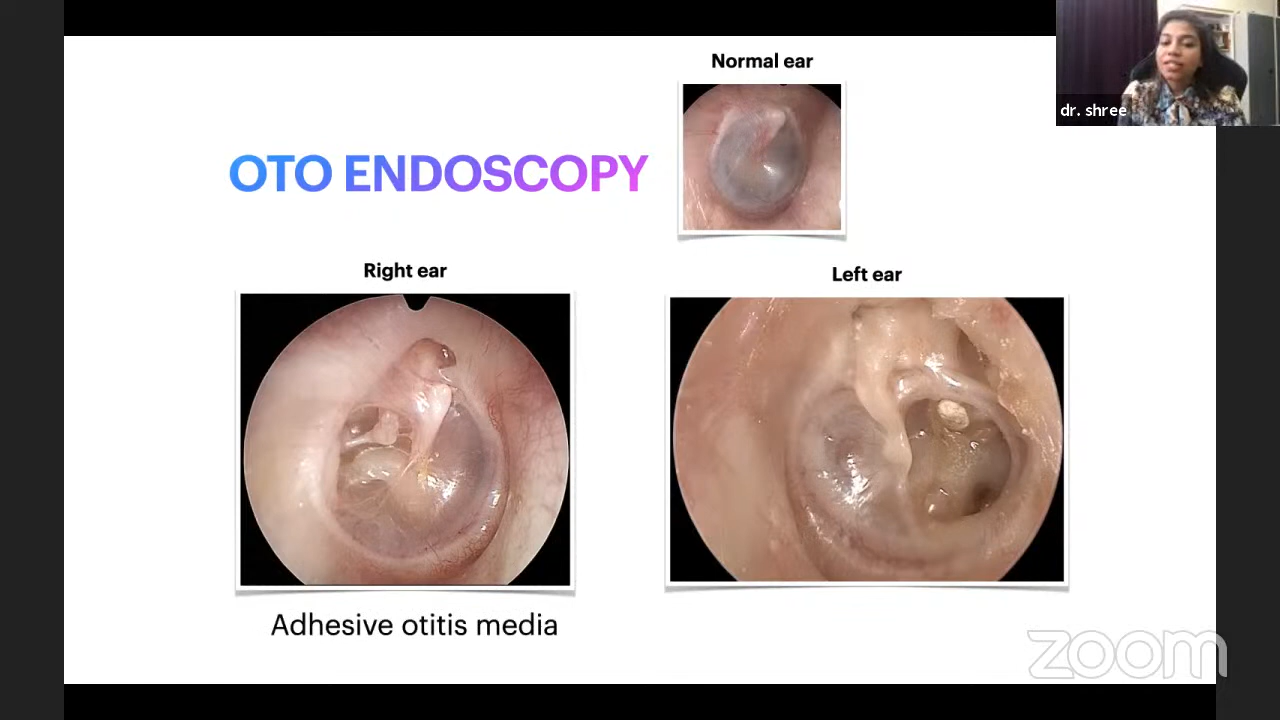 Normal ear
dr. shree
OTO ENDOSCOPY
Right ear
Left ear
Adhesive otitis media
zoom